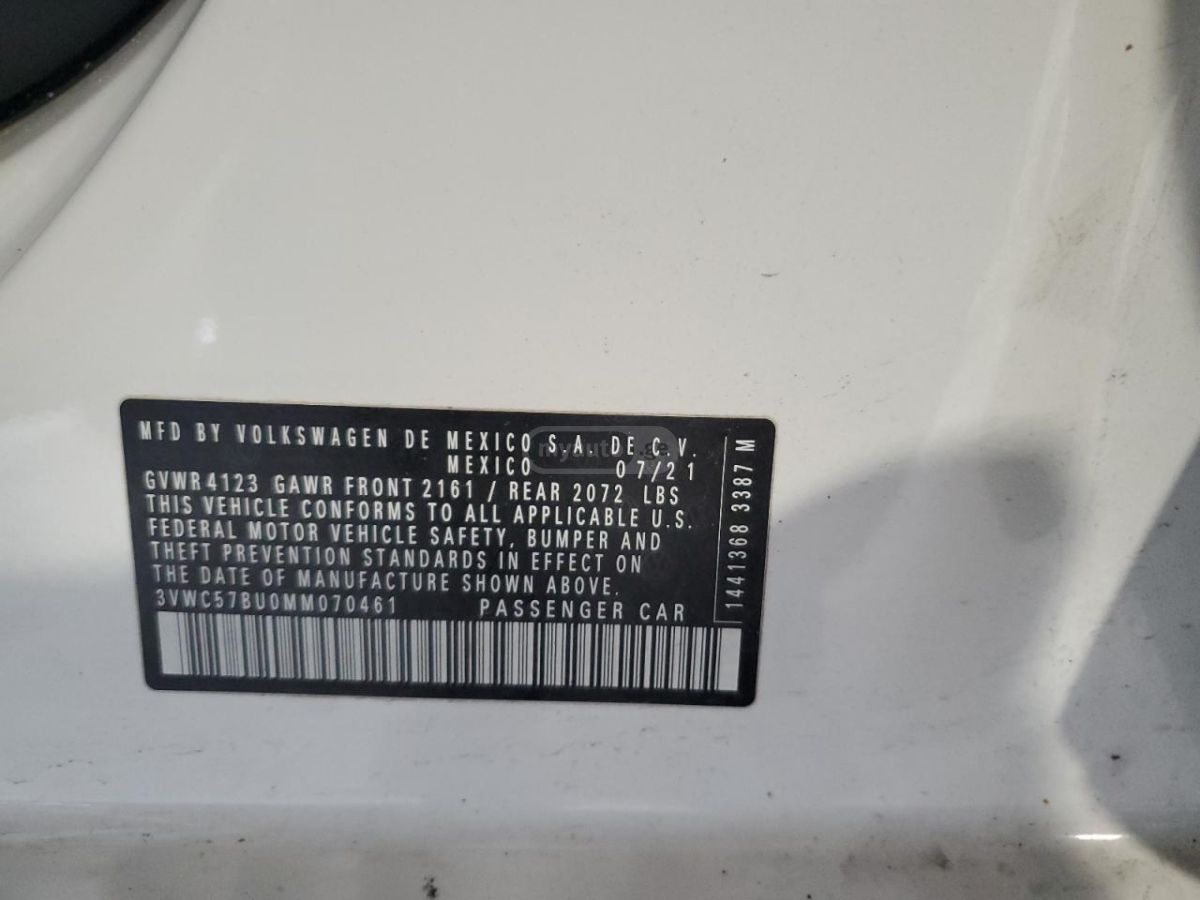 MFD BY VOLKSWAGEN DE MEXICO S.A. DE C.V.
MEXICO 07/21
GVWR 4123 GAWR FRONT 2161 / REAR 2072 LBS
THIS VEHICLE CONFORMS TO ALL APPLICABLE U.S.
FEDERAL MOTOR VEHICLE SAFETY, BUMPER AND
THEFT PREVENTION STANDARDS IN EFFECT ON
THE DATE OF MANUFACTURE SHOWN ABOVE.
3VWC57BU0MM070461 PASSENGER CAR
1441368 3387 M
myauto.ge